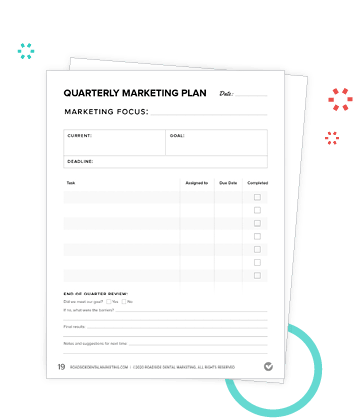 QUARTERLY MARKETING PLAN Date:
MARKETING FOCUS:
CURRENT: GOAL:
DEADLINE:
Task Assigned to Due Date Completed
END OF QUARTER REVIEW:
Did we meet our goal? Yes No
If no, what were the barriers?
Final results
Notes and suggestions for next time
19 ROADSIDEDENTALMARKETING.COM | ©2020 ROADSIDE DENTAL MARKETING, ALL RIGHTS RESERVED